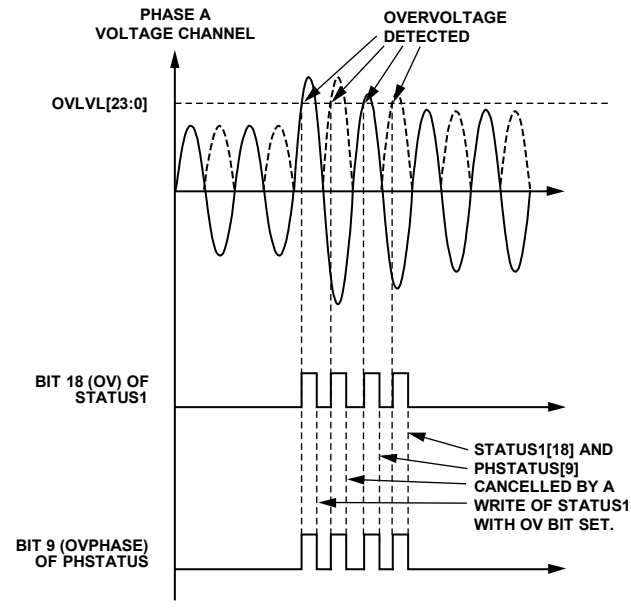 PHASE A
VOLTAGE CHANNEL
OVERVOLTAGE
DETECTED
OVLVL[23:0]
BIT 18 (OV) OF
STATUS1
STATUS1[18] AND
PHSTATUS[9]
CANCELLED BY A
WRITE OF STATUS1
WITH OV BIT SET.
BIT 9 (OVPHASE)
OF PHSTATUS